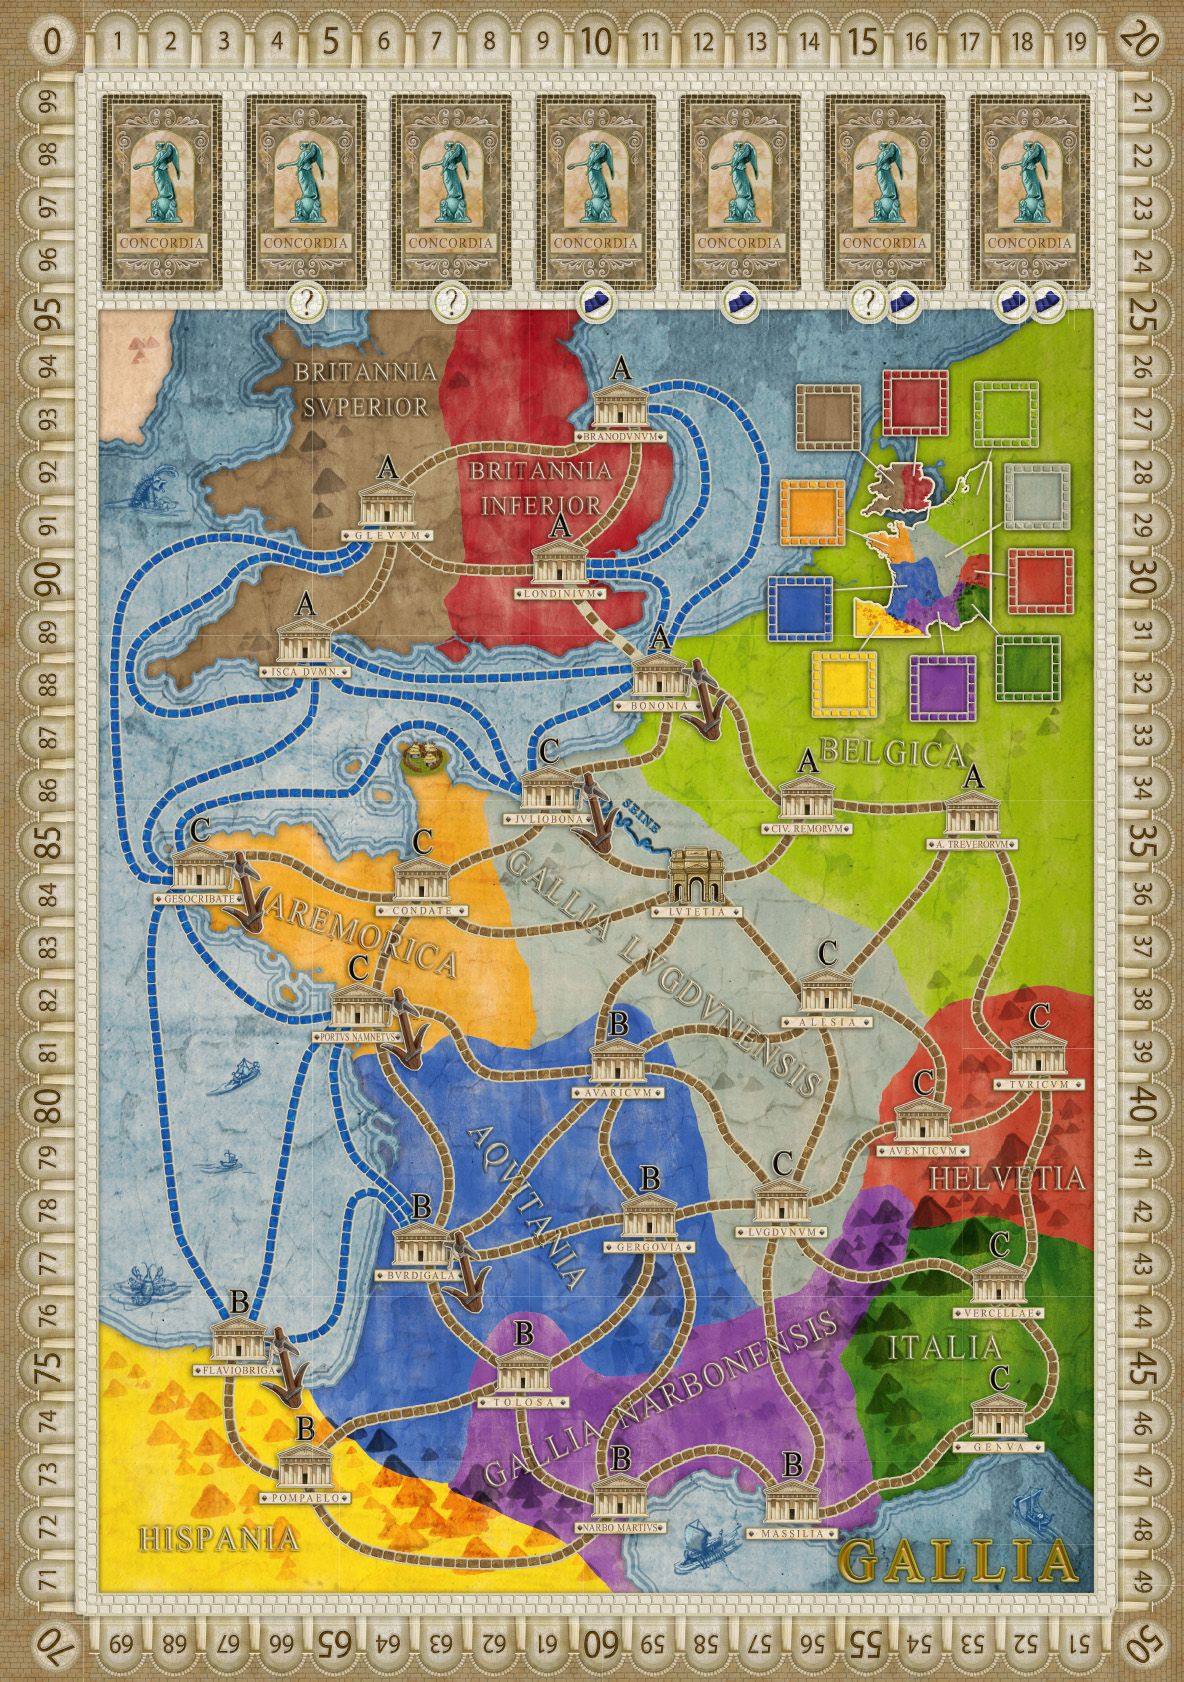 0 1 2 3 4 5 6 7 8 9 10 11 12 13 14 15 16 17 18 19 20
21
22
23
24
25
26
27
28
29
30
31
32
33
34
35
36
37
38
39
40
41
42
43
44
45
46
47
48
49
50
51
52
53
54
55
56
57
58
59
60
61
62
63
64
65
66
67
68
69
70
71
72
73
74
75
76
77
78
79
80
81
82
83
84
85
86
87
88
89
90
91
92
93
94
95
96
97
98
99
CONCORDIA CONCORDIA CONCORDIA CONCORDIA CONCORDIA CONCORDIA CONCORDIA
? ? ?
BRITANNIA
SVPERIOR
A
BRANODVNVM
A
GLEVVM
BRITANNIA
INFERIOR
A
LONDINIVM
A
ISCA DVMN.
A
BONONIA
BELGICA
C
JVLIOBONA
SEINE
A
CIV. REMORVM
A
A. TREVERORVM
C
GESOCRIBATE
C
CONDATE
LVTETIA
AREMORICA
GALLIA LVGDVNENSIS
C
PORTVS NAMNETVS
C
ALESIA
B
AVARICVM
C
TVRICVM
C
AVENTICVM
HELVETIA
AQVITANIA
B
BVRDIGALA
B
GERGOVIA
C
LVGDVNVM
C
VERCELLAE
B
FLAVIOBRIGA
B
TOLOSA
ITALIA
GALLIA NARBONENSIS
C
GENVA
B
POMPAELO
B
NARBO MARTIVS
B
MASSILIA
HISPANIA
GALLIA